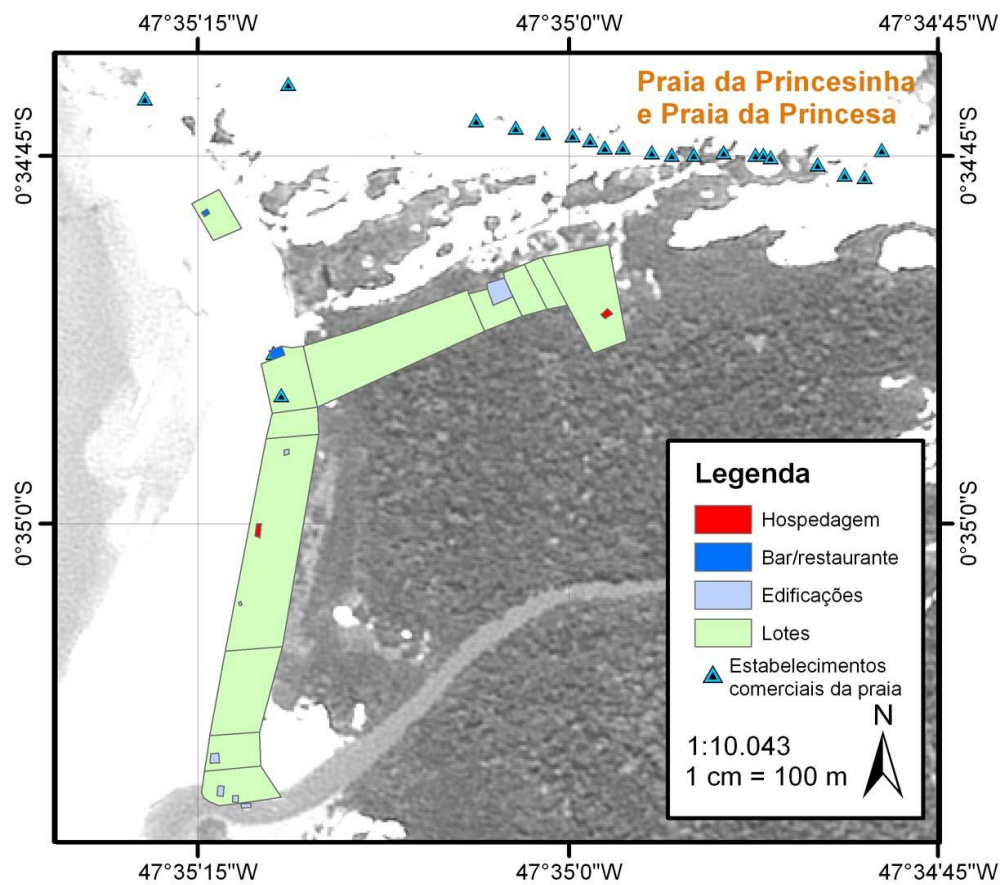 47°35'15"W 47°35'0"W 47°34'45"W
Praia da Princesinha
e Praia da Princesa
0°34'45"S
0°34'45"S
0°35'0"S
0°35'0"S
Legenda
Hospedagem
Bar/restaurante
Edificações
Lotes
Estabelecimentos
comerciais da praia
N
1:10.043
1 cm = 100 m
47°35'15"W 47°35'0"W 47°34'45"W